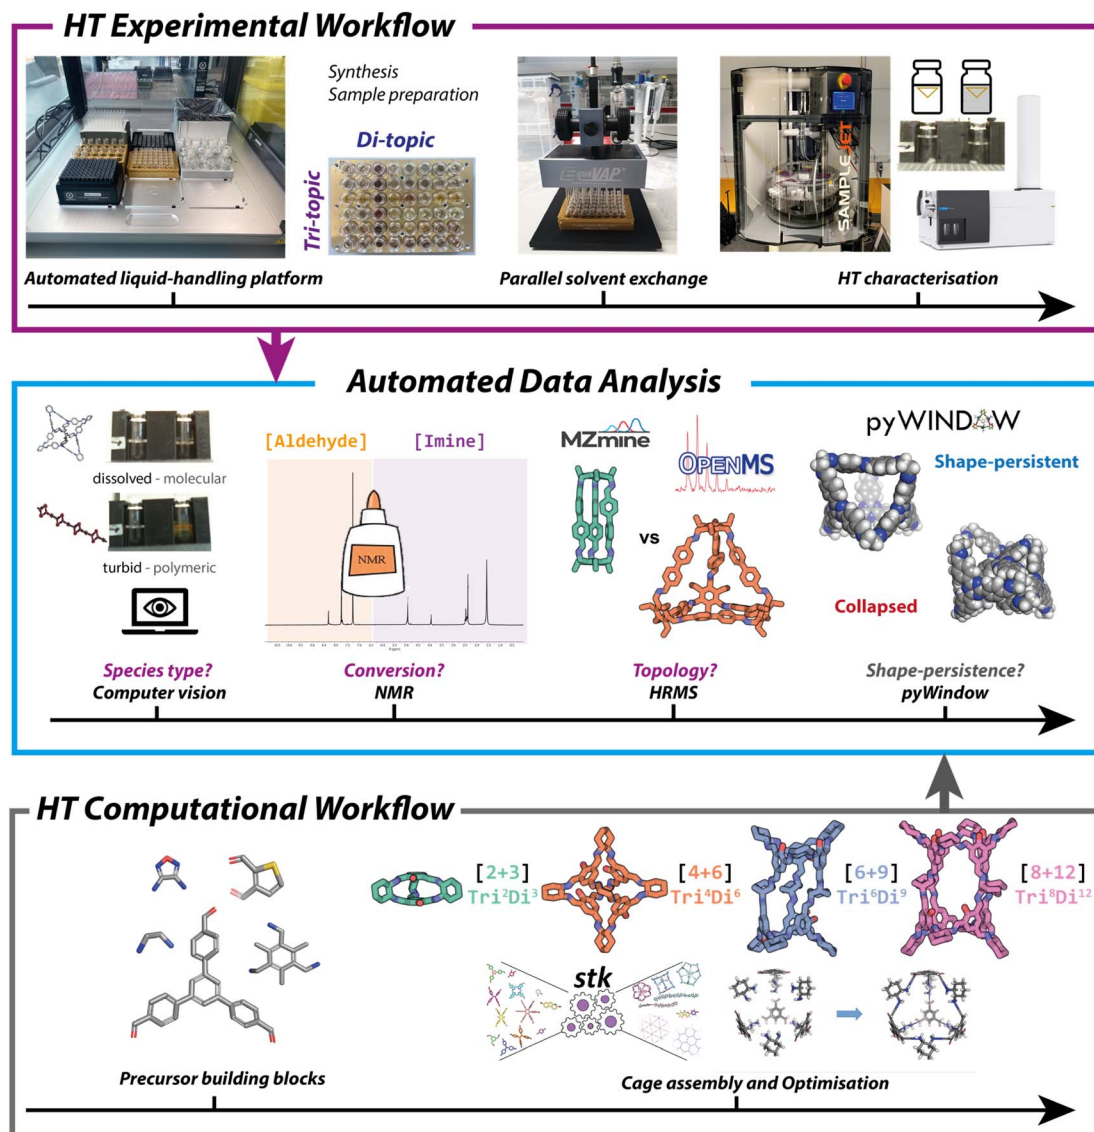 HT Experimental Workflow
Synthesis
Sample preparation
Di-topic
Tri-topic
EquaVAP®
SAMPLEJET
Automated liquid-handling platform
Parallel solvent exchange
HT characterisation
Automated Data Analysis
[Aldehyde]
[Imine]
MZmine
OPENMS
pyWINDOW
Shape-persistent
dissolved - molecular
NMR
vs
turbid - polymeric
Collapsed
Species type?
Computer vision
Conversion?
NMR
Topology?
HRMS
Shape-persistence?
pyWindow
HT Computational Workflow
[2+3]
Tri²Di³
[4+6]
Tri⁴Di⁶
[6+9]
Tri⁶Di⁹
[8+12]
Tri⁸Di¹²
stk
Precursor building blocks
Cage assembly and Optimisation